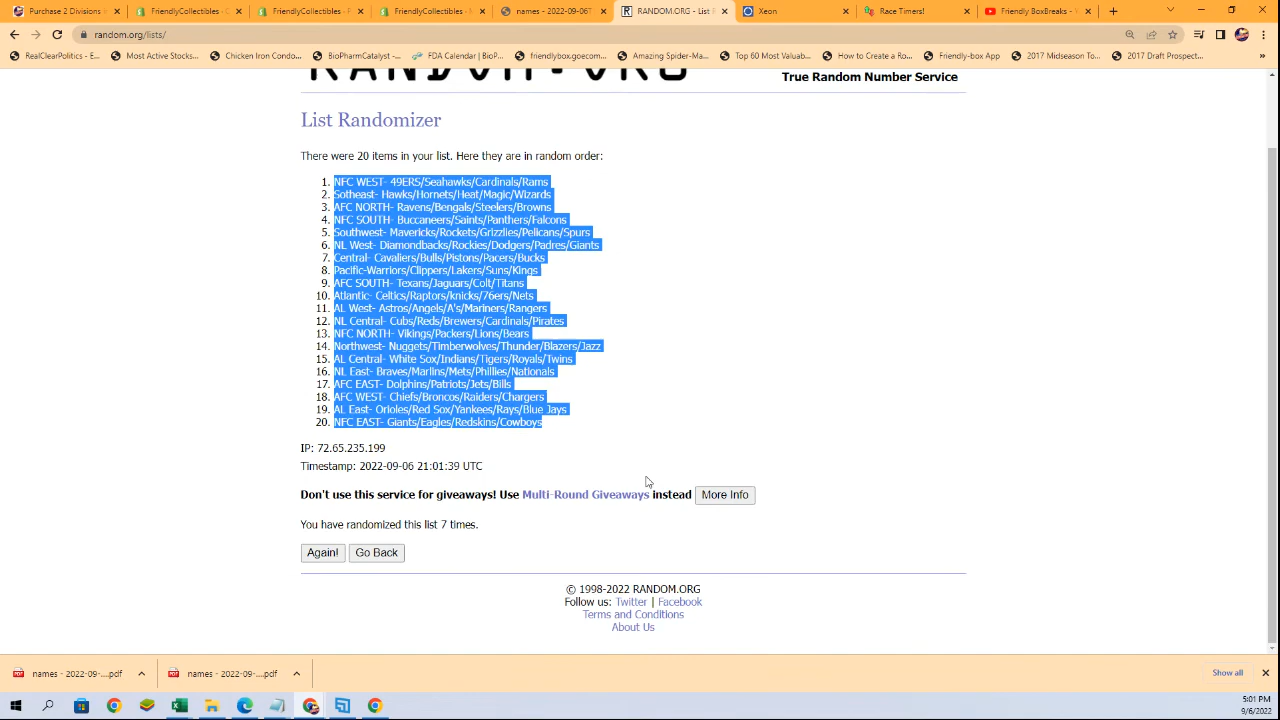 Purchase 2 Divisions
FriendlyCollectibles - C
FriendlyCollectibles - F
FriendlyCollectibles - N
names - 2022-09-06T
RANDOM.ORG - List F
Xeon
Race Timers!
Friendly BoxBreaks - Y
random.org/lists/
RealClearPolitics - E...
Most Active Stocks...
Chicken Iron Condo...
BioPharmCatalyst -...
FDA Calendar | BioP...
friendlybox.goecom...
Amazing Spider-Ma...
Top 60 Most Valuab...
How to Create a Ro...
Friendly-box App
2017 Midseason To...
2017 Draft Prospect...
RANDOM.ORG
True Random Number Service
List Randomizer
There were 20 items in your list. Here they are in random order:
1. NFC WEST- 49ERS/Seahawks/Cardinals/Rams
2. Sotheast- Hawks/Hornets/Heat/Magic/Wizards
3. AFC NORTH- Ravens/Bengals/Steelers/Browns
4. NFC SOUTH- Buccaneers/Saints/Panthers/Falcons
5. Southwest- Mavericks/Rockets/Grizzlies/Pelicans/Spurs
6. NL West- Diamondbacks/Rockies/Dodgers/Padres/Giants
7. Central- Cavaliers/Bulls/Pistons/Pacers/Bucks
8. Pacific-Warriors/Clippers/Lakers/Suns/Kings
9. AFC SOUTH- Texans/Jaguars/Colt/Titans
10. Atlantic- Celtics/Raptors/knicks/76ers/Nets
11. AL West- Astros/Angels/A's/Mariners/Rangers
12. NL Central- Cubs/Reds/Brewers/Cardinals/Pirates
13. NFC NORTH- Vikings/Packers/Lions/Bears
14. Northwest- Nuggets/Timberwolves/Thunder/Blazers/Jazz
15. AL Central- White Sox/Indians/Tigers/Royals/Twins
16. NL East- Braves/Marlins/Mets/Phillies/Nationals
17. AFC EAST- Dolphins/Patriots/Jets/Bills
18. AFC WEST- Chiefs/Broncos/Raiders/Chargers
19. AL East- Orioles/Red Sox/Yankees/Rays/Blue Jays
20. NFC EAST- Giants/Eagles/Redskins/Cowboys
IP: 72.65.235.199
Timestamp: 2022-09-06 21:01:39 UTC
Don't use this service for giveaways! Use Multi-Round Giveaways instead More Info
You have randomized this list 7 times.
Again! Go Back
© 1998-2022 RANDOM.ORG
Follow us: Twitter | Facebook
Terms and Conditions
About Us
names - 2022-09-....pdf
names - 2022-09-....pdf
Show all
5:01 PM
9/6/2022